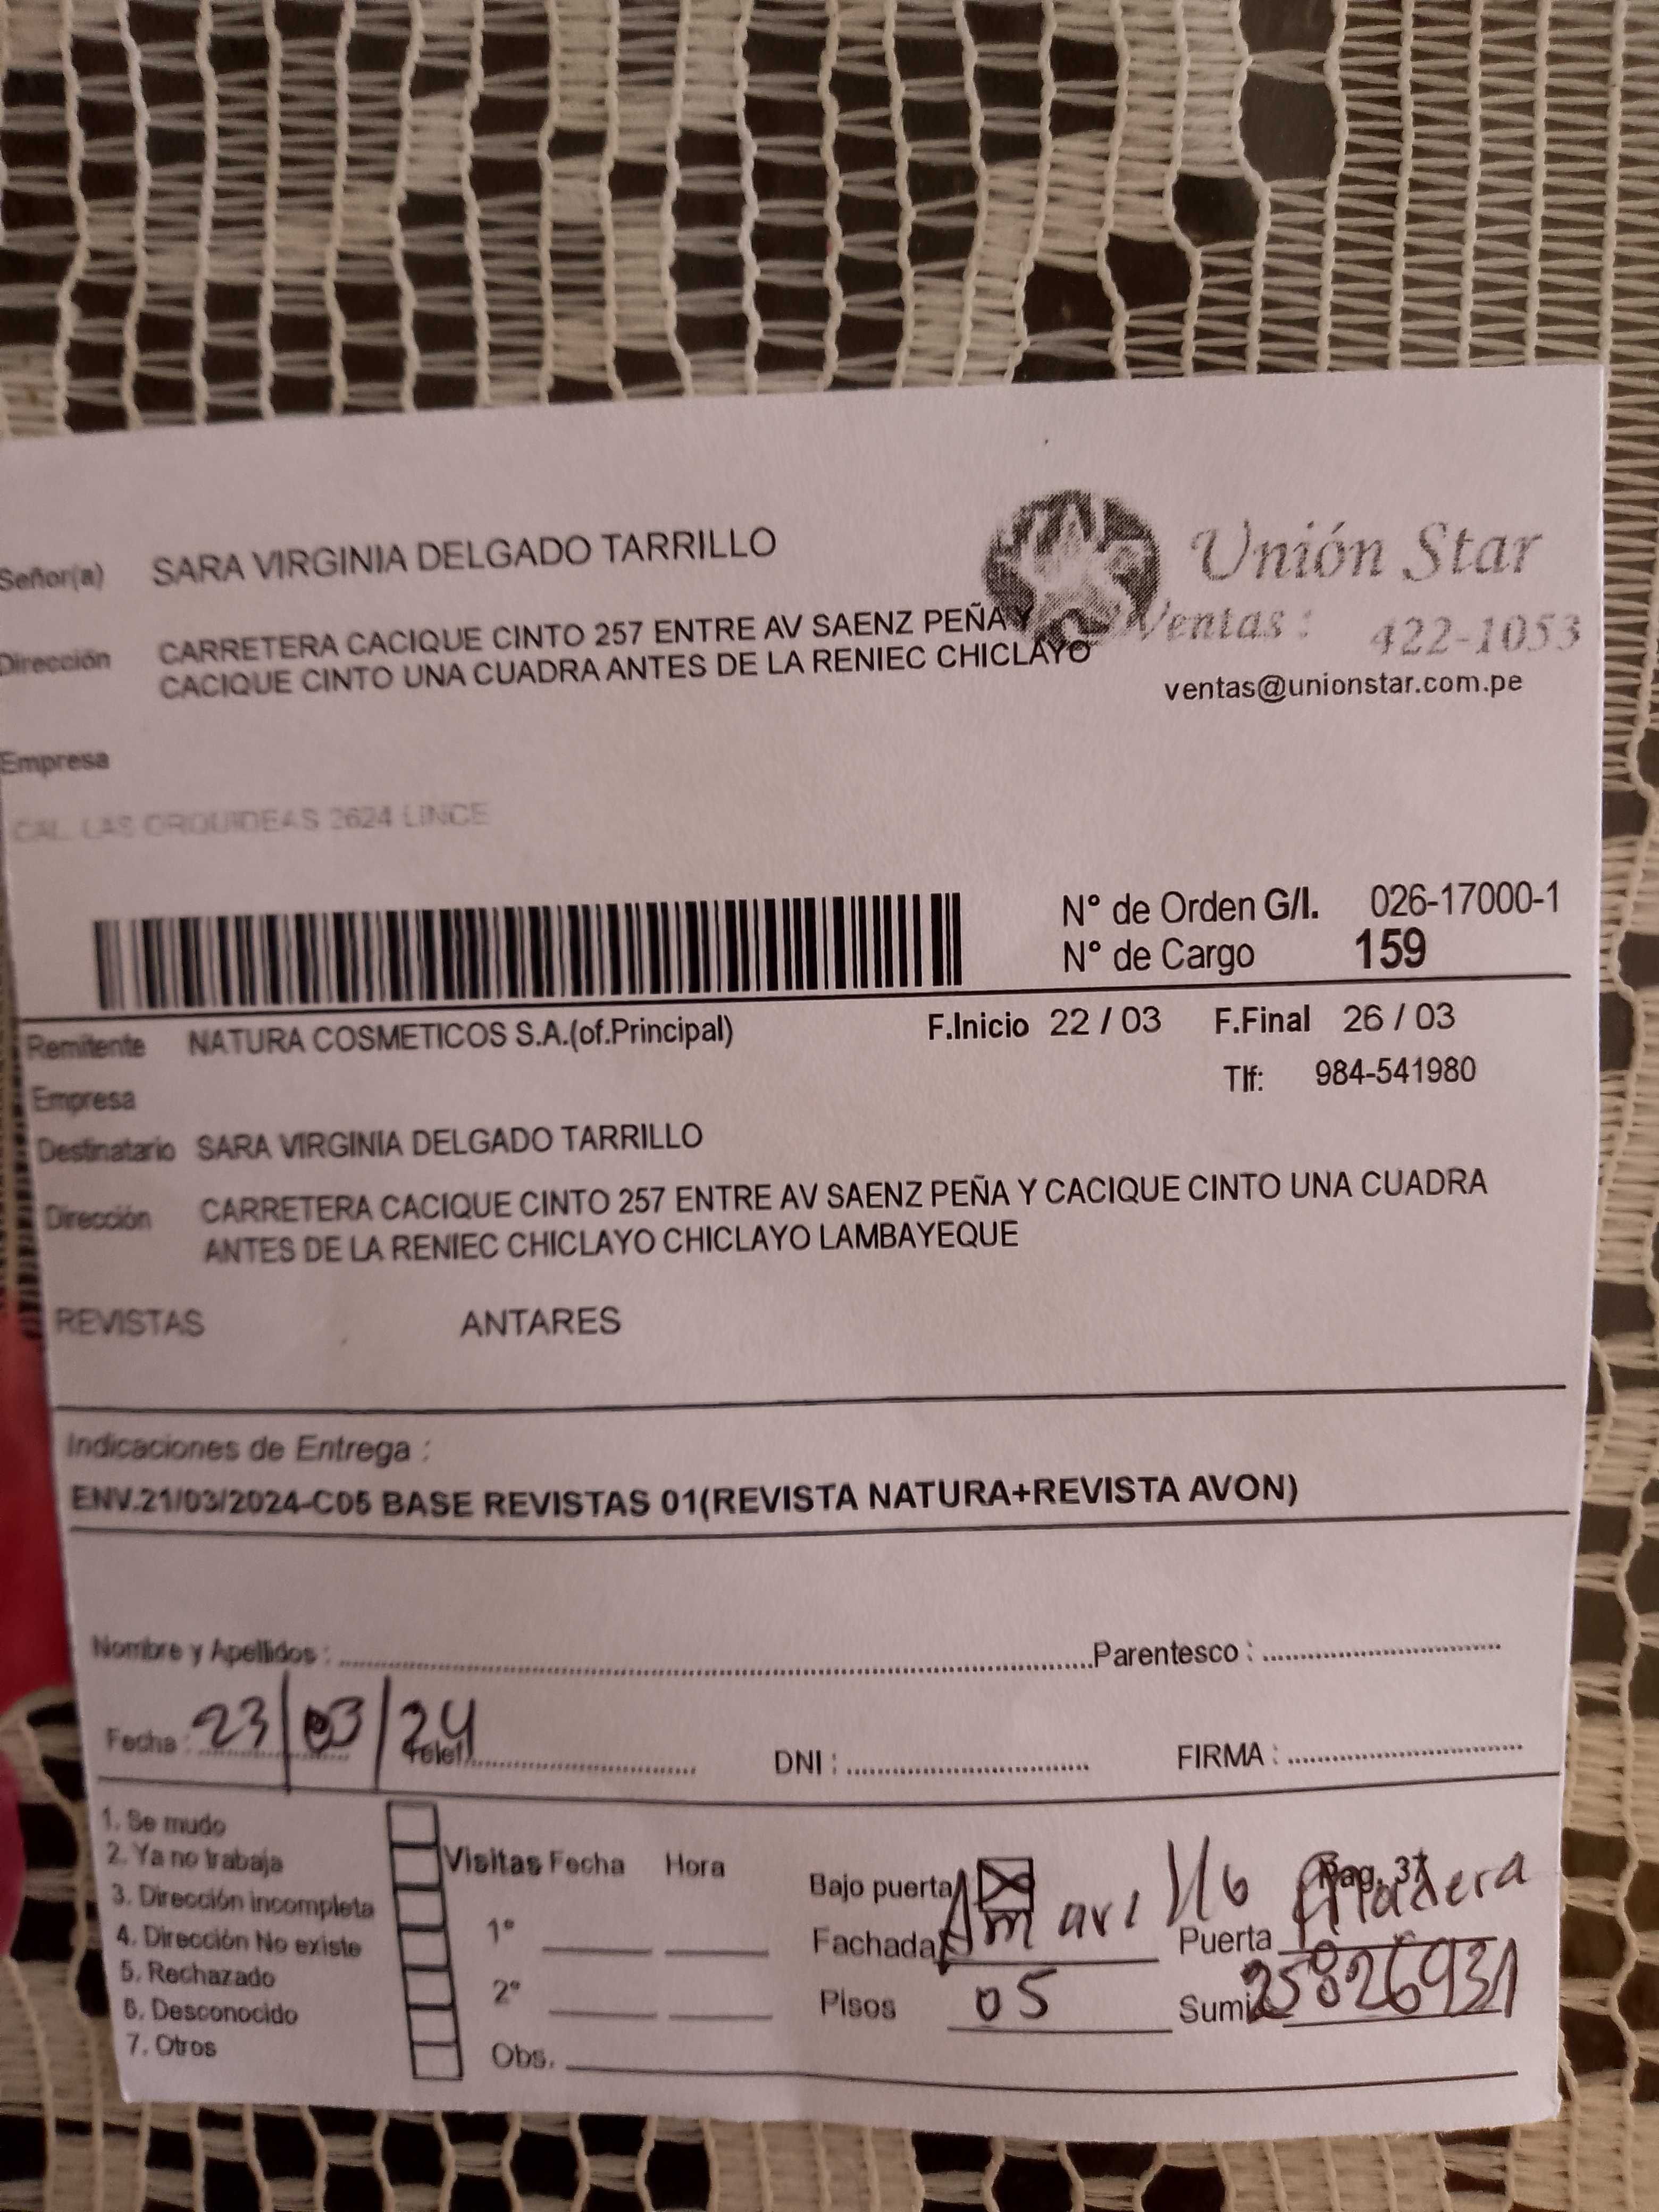 Unión Star
Ventas : 422-1053
ventas@unionstar.com.pe
Señor(a) SARA VIRGINIA DELGADO TARRILLO
Dirección CARRETERA CACIQUE CINTO 257 ENTRE AV SAENZ PEÑA Y
CACIQUE CINTO UNA CUADRA ANTES DE LA RENIEC CHICLAYO
Empresa
CAL. LAS ORQUIDEAS 2624 LINCE
N° de Orden G/I. 026-17000-1
N° de Cargo 159
Remitente NATURA COSMETICOS S.A.(of.Principal) F.Inicio 22 / 03 F.Final 26 / 03
Tlf: 984-541980
Empresa
Destinatario SARA VIRGINIA DELGADO TARRILLO
Dirección CARRETERA CACIQUE CINTO 257 ENTRE AV SAENZ PEÑA Y CACIQUE CINTO UNA CUADRA
ANTES DE LA RENIEC CHICLAYO CHICLAYO LAMBAYEQUE
REVISTAS ANTARES
Indicaciones de Entrega :
ENV.21/03/2024-C05 BASE REVISTAS 01(REVISTA NATURA+REVISTA AVON)
Nombre y Apellidos : Parentesco :
Fecha : 23/03/24 Telef. DNI : FIRMA :
1. Se mudo
2. Ya no trabaja
3. Dirección incompleta
4. Dirección No existe
5. Rechazado
6. Desconocido
7. Otros
Visitas Fecha Hora
1°
2°
Obs.
Bajo puerta Pag. 37
Fachada Amarillo Puerta Madera
Pisos 05 Sumi 25826931